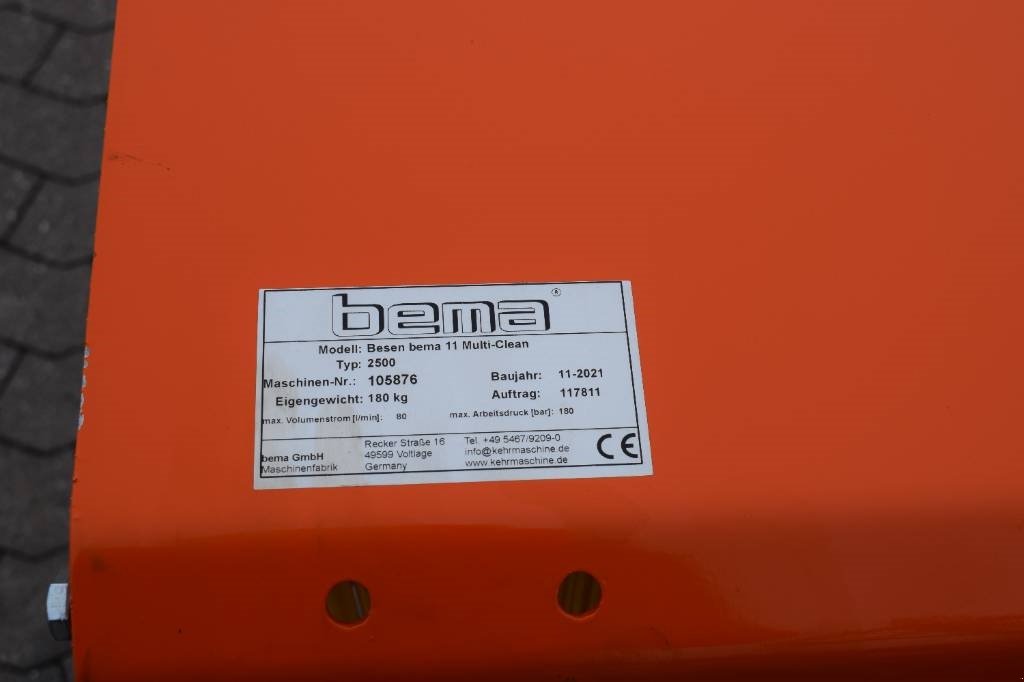 bema ®
Modell: Besen bema 11 Multi-Clean
Typ: 2500
Maschinen-Nr.: 105876 Baujahr: 11-2021
Eigengewicht: 180 kg Auftrag: 117811
max. Volumenstrom [l/min]: 80 max. Arbeitsdruck [bar]: 180
Recker Straße 16 Tel. +49 5467/9209-0
bema GmbH 49599 Voltlage info@kehrmaschine.de
Maschinenfabrik Germany www.kehrmaschine.de
CE